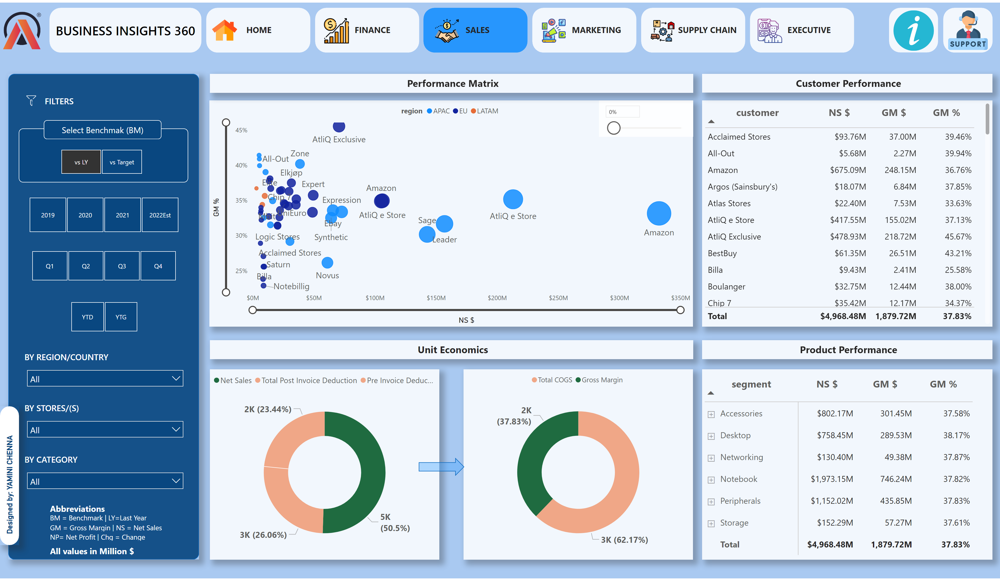 ®
BUSINESS INSIGHTS 360
HOME
FINANCE
SALES
MARKETING
SUPPLY CHAIN
EXECUTIVE
i
SUPPORT
FILTERS
Select Benchmak (BM)
vs LY
vs Target
2019
2020
2021
2022Est
Q1
Q2
Q3
Q4
YTD
YTG
BY REGION/COUNTRY
All
BY STORES/(S)
All
BY CATEGORY
All
Abbreviations
BM = Benchmark | LY=Last Year
GM = Gross Margin | NS = Net Sales
NP= Net Profit | Chg = Change
All values in Million $
Designed by: YAMINI CHENNA
Performance Matrix
region APAC EU LATAM
0%
GM %
45%
40%
35%
30%
25%
AtliQ Exclusive
Zone
All-Out
Elkjøp
Elite
Expert
Amazon
Chip 7
Expression
UniEuro
Mbit
AtliQ e Store
AtliQ e Store
Ebay
Sage
Amazon
Logic Stores
Synthetic
Leader
Acclaimed Stores
Saturn
Billa
Novus
Notebillig
$0M $50M $100M $150M $200M $250M $300M $350M
NS $
Customer Performance
customer NS $ GM $ GM %
Acclaimed Stores $93.76M 37.00M 39.46%
All-Out $5.68M 2.27M 39.94%
Amazon $675.09M 248.15M 36.76%
Argos (Sainsbury's) $18.07M 6.84M 37.85%
Atlas Stores $22.40M 7.53M 33.63%
AtliQ e Store $417.55M 155.02M 37.13%
AtliQ Exclusive $478.93M 218.72M 45.67%
BestBuy $61.35M 26.51M 43.21%
Billa $9.43M 2.41M 25.58%
Boulanger $32.75M 12.44M 38.00%
Chip 7 $35.42M 12.17M 34.37%
Total $4,968.48M 1,879.72M 37.83%
Unit Economics
Net Sales Total Post Invoice Deduction Pre Invoice Deduc...
2K (23.44%)
3K (26.06%)
5K
(50.5%)
Total COGS Gross Margin
2K
(37.83%)
3K (62.17%)
Product Performance
segment NS $ GM $ GM %
Accessories $802.17M 301.45M 37.58%
Desktop $758.45M 289.53M 38.17%
Networking $130.40M 49.38M 37.87%
Notebook $1,973.15M 746.24M 37.82%
Peripherals $1,152.02M 435.85M 37.83%
Storage $152.29M 57.27M 37.61%
Total $4,968.48M 1,879.72M 37.83%